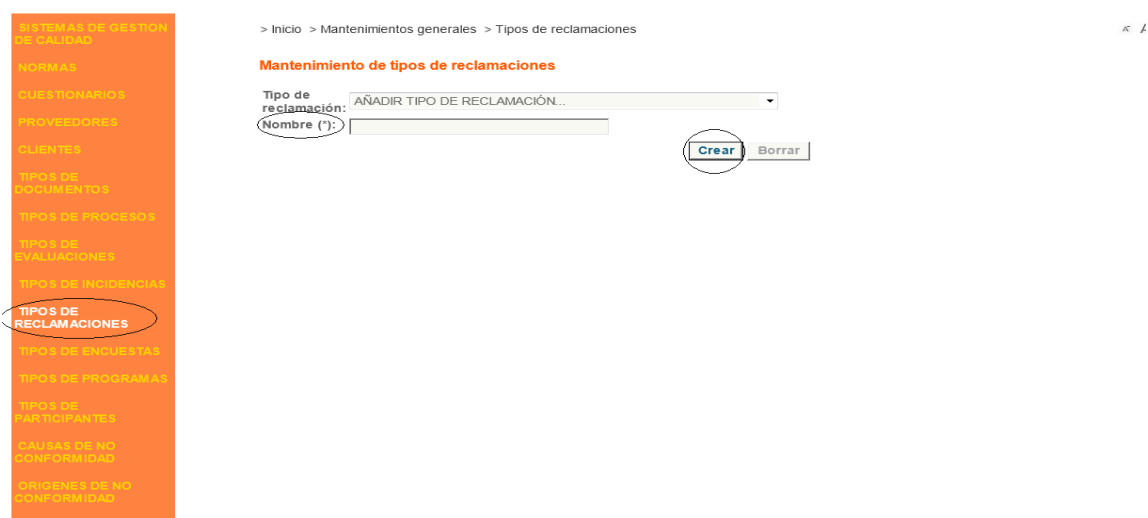 SISTEMAS DE GESTION
DE CALIDAD
NORMAS
CUESTIONARIOS
PROVEEDORES
CLIENTES
TIPOS DE
DOCUMENTOS
TIPOS DE PROCESOS
TIPOS DE
EVALUACIONES
TIPOS DE INCIDENCIAS
TIPOS DE
RECLAMACIONES
TIPOS DE ENCUESTAS
TIPOS DE PROGRAMAS
TIPOS DE
PARTICIPANTES
CAUSAS DE NO
CONFORMIDAD
ORIGENES DE NO
CONFORMIDAD
> Inicio > Mantenimientos generales > Tipos de reclamaciones
Mantenimiento de tipos de reclamaciones
Tipo de
reclamación:
AÑADIR TIPO DE RECLAMACIÓN...
Nombre (*):
Crear Borrar